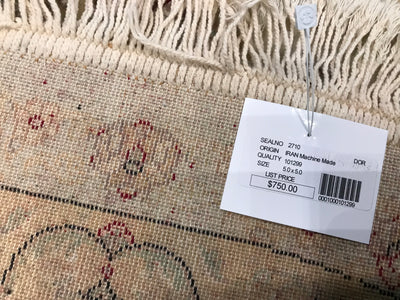 SEALNO 2710
ORIGIN IRAN Machine Made DOR
QUALITY 101299
SIZE 5.0 x 5.0
LIST PRICE
$750.00
000100101299